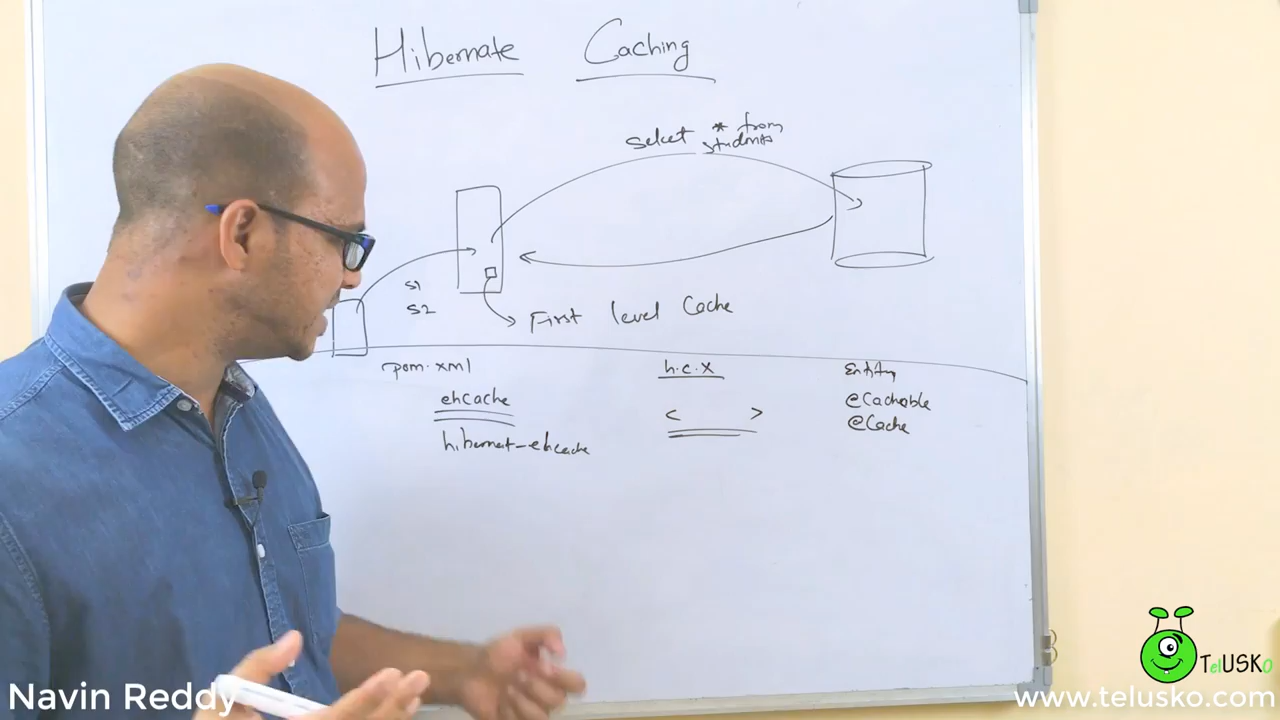 Hibernate Caching
select * from
students
S1
S2
First level Cache
pom.xml
ehcache
hibernat-ehcache
h.c.x
< >
Entity
@Cachable
@Cache
Navin Reddy
TelUSKO
www.telusko.com